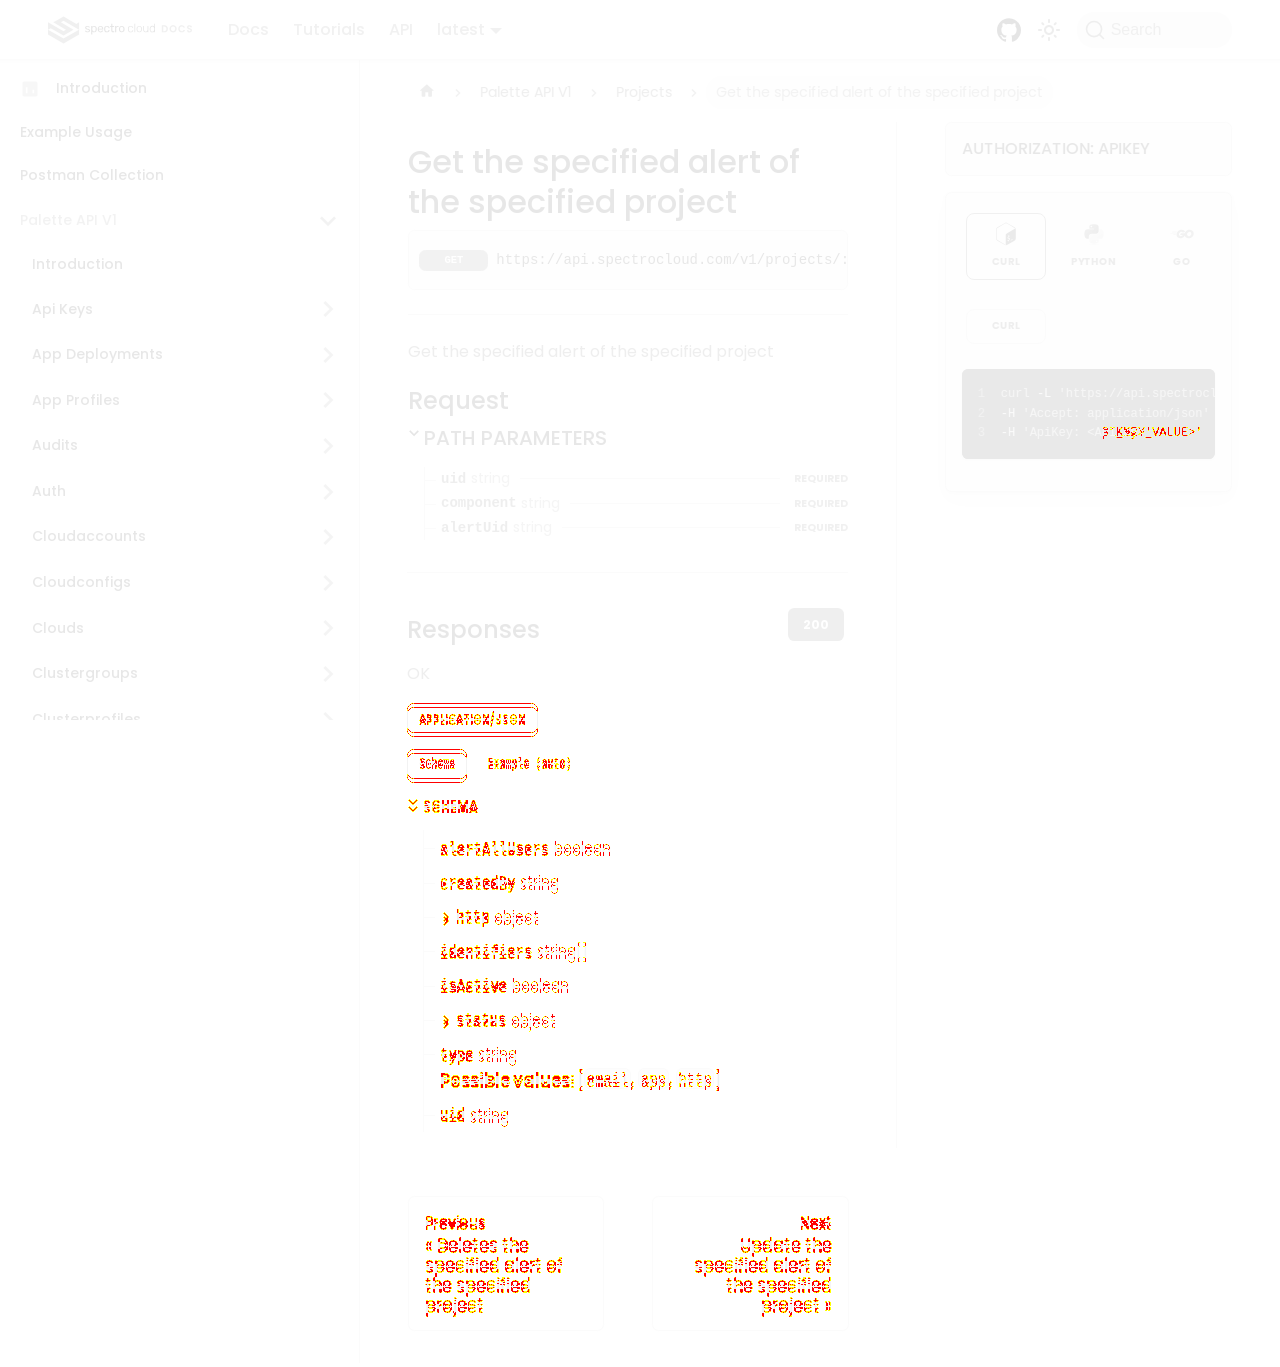 spectro cloud DOCS
Docs
Tutorials
API
latest
Search
Introduction
Example Usage
Postman Collection
Palette API V1
Introduction
Api Keys
App Deployments
App Profiles
Audits
Auth
Cloudaccounts
Cloudconfigs
Clouds
Clustergroups
Clusterprofiles
Palette API V1
Projects
Get the specified alert of the specified project
Get the specified alert of
the specified project
GET https://api.spectrocloud.com/v1/projects/:
Get the specified alert of the specified project
Request
PATH PARAMETERS
uid string REQUIRED
component string REQUIRED
alertUid string REQUIRED
Responses
200
OK
APPLICATION/JSON
Schema
Example (auto)
SCHEMA
alertAllUsers boolean
createdBy string
http object
identifiers string[]
isActive boolean
status object
type string
Possible values: [email, app, http]
uid string
Previous
« Deletes the
specified alert of
the specified
project
Next
Update the
specified alert of
the specified
project »
AUTHORIZATION: APIKEY
CURL
PYTHON
GO
GO
CURL
1 curl -L 'https://api.spectrocl
2 -H 'Accept: application/json'
3 -H 'ApiKey: